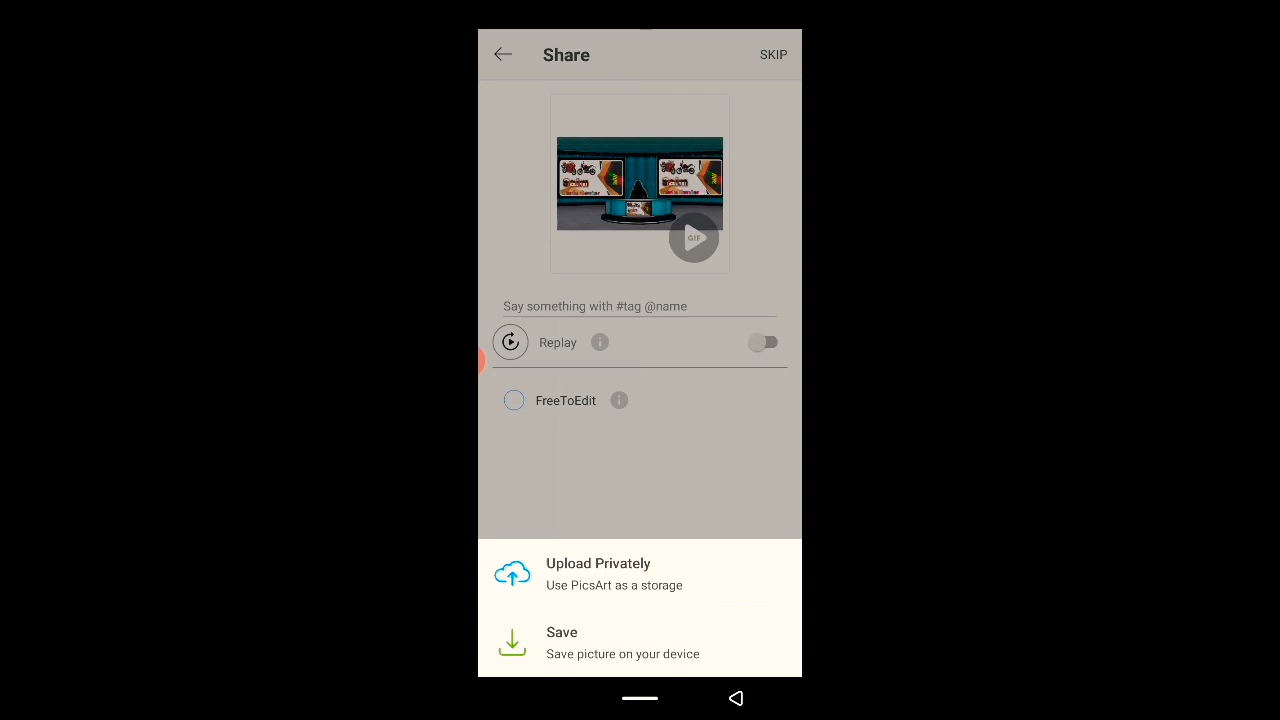 Share
SKIP
GIF
Say something with #tag @name
Replay
FreeToEdit
Upload Privately
Use PicsArt as a storage
Save
Save picture on your device